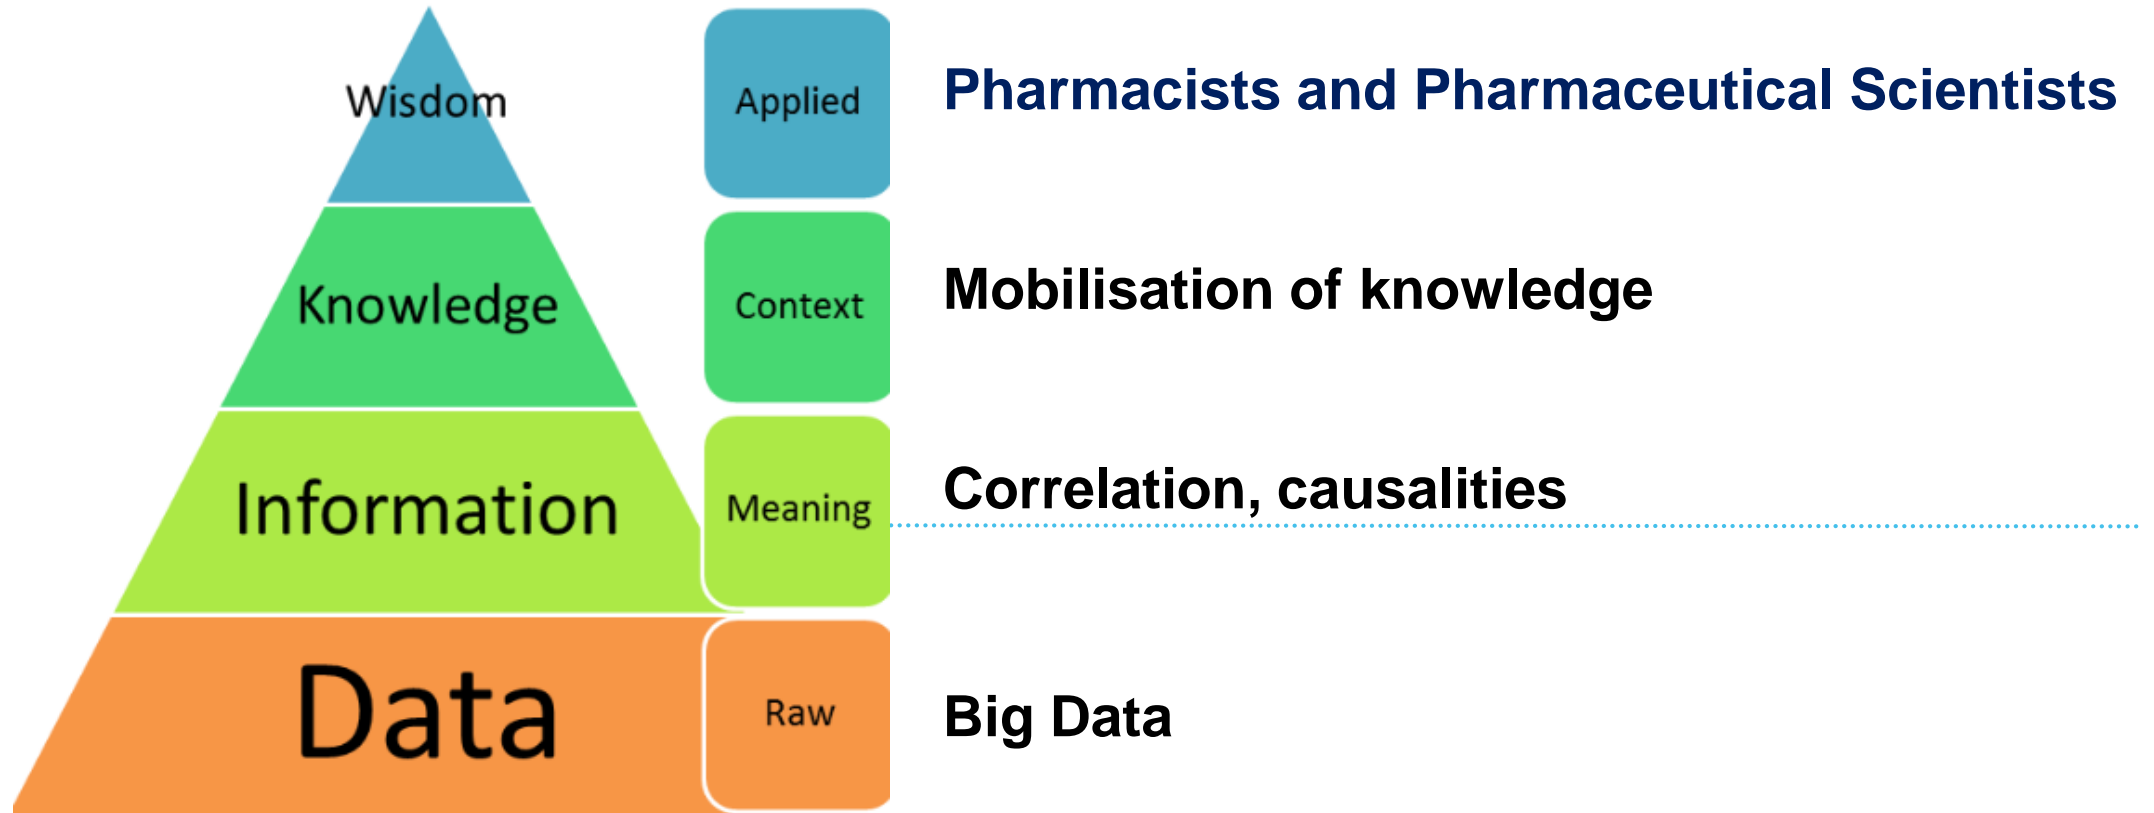 Wisdom
Applied
Pharmacists and Pharmaceutical Scientists
Knowledge
Context
Mobilisation of knowledge
Information
Meaning
Correlation, causalities
Data
Raw
Big Data